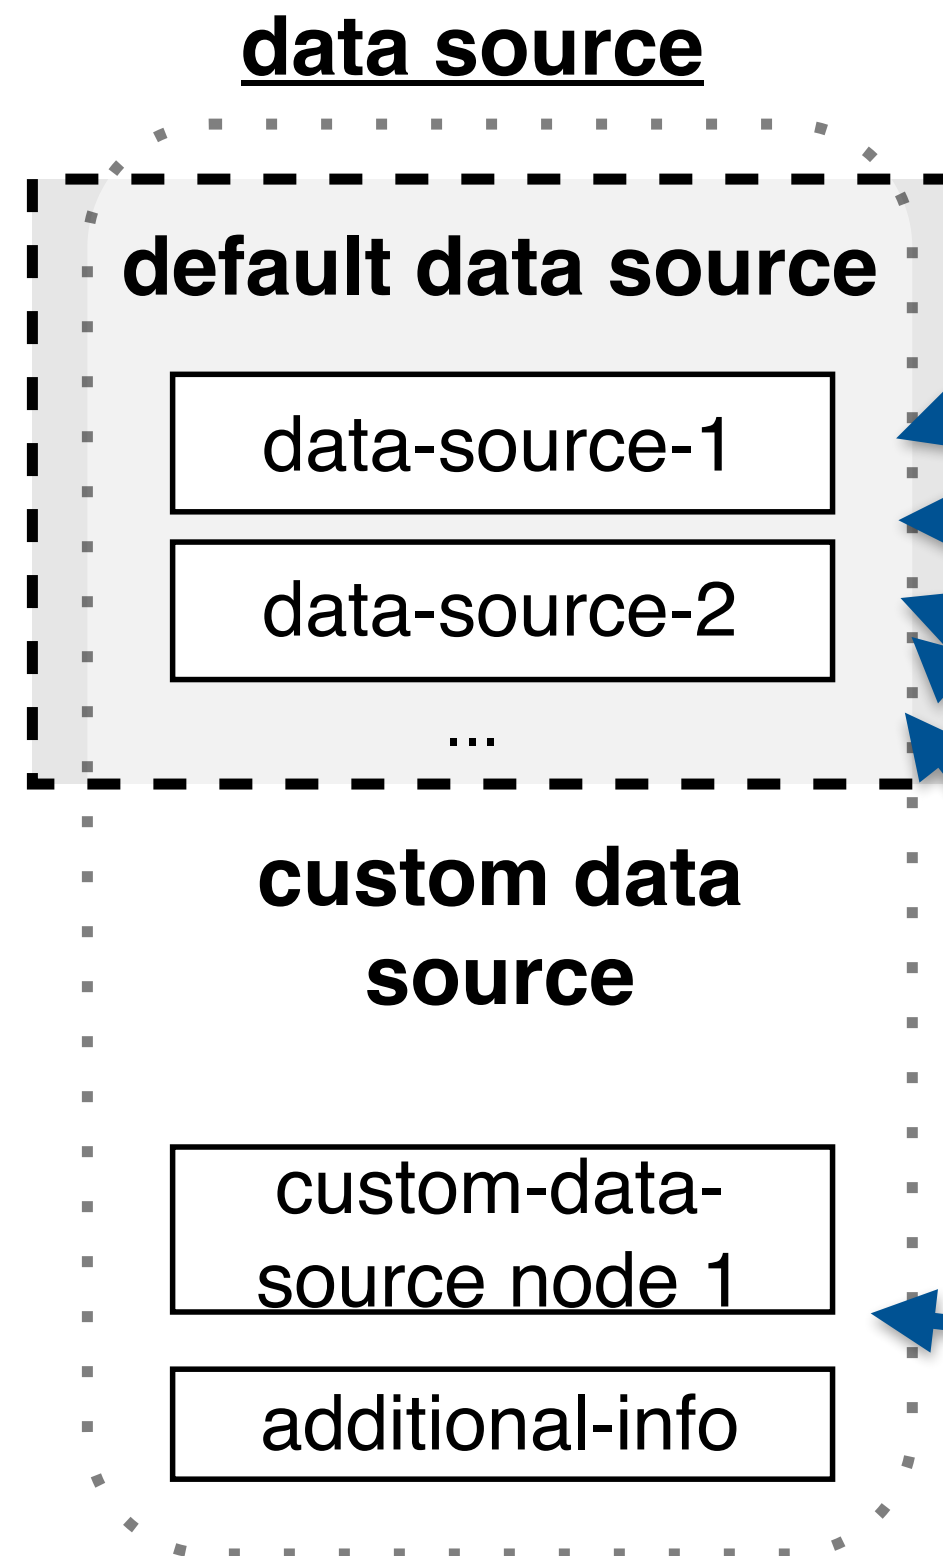 data source
default data source
data-source-1
data-source-2
...
custom data
source
custom-data-
source node 1
additional-info